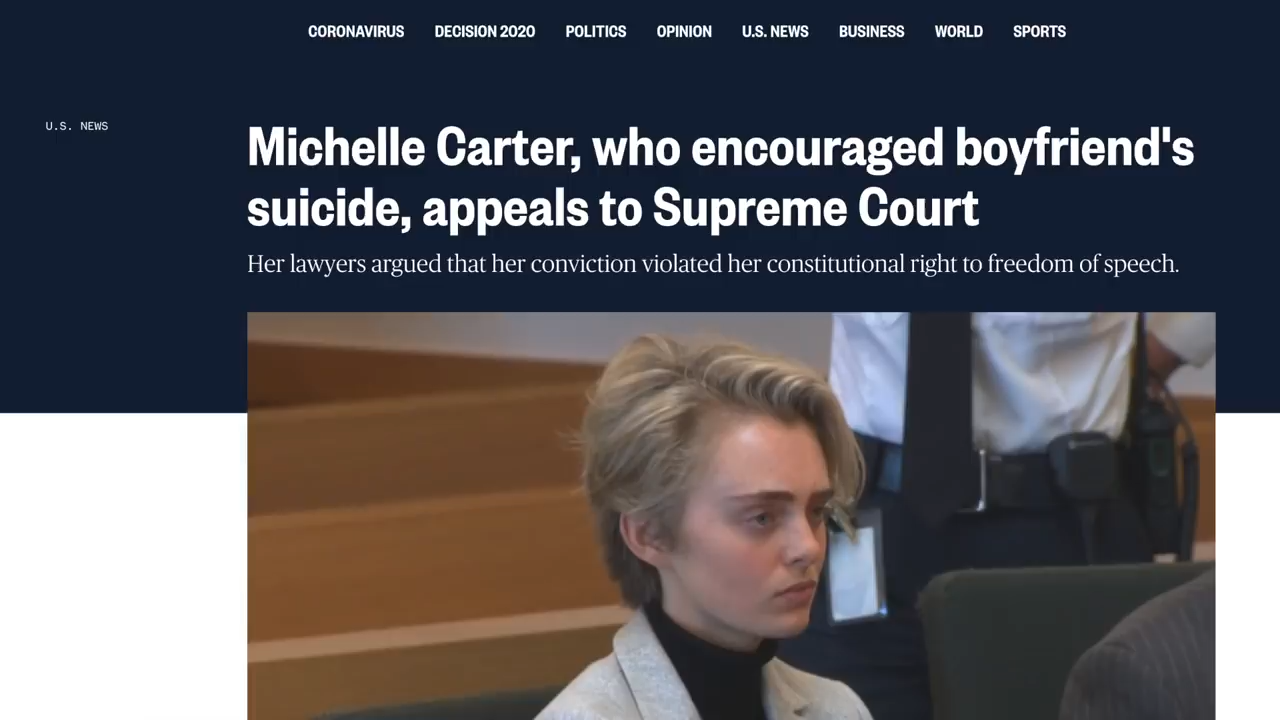 CORONAVIRUS DECISION 2020 POLITICS OPINION U.S. NEWS BUSINESS WORLD SPORTS
U.S. NEWS
Michelle Carter, who encouraged boyfriend's
suicide, appeals to Supreme Court
Her lawyers argued that her conviction violated her constitutional right to freedom of speech.